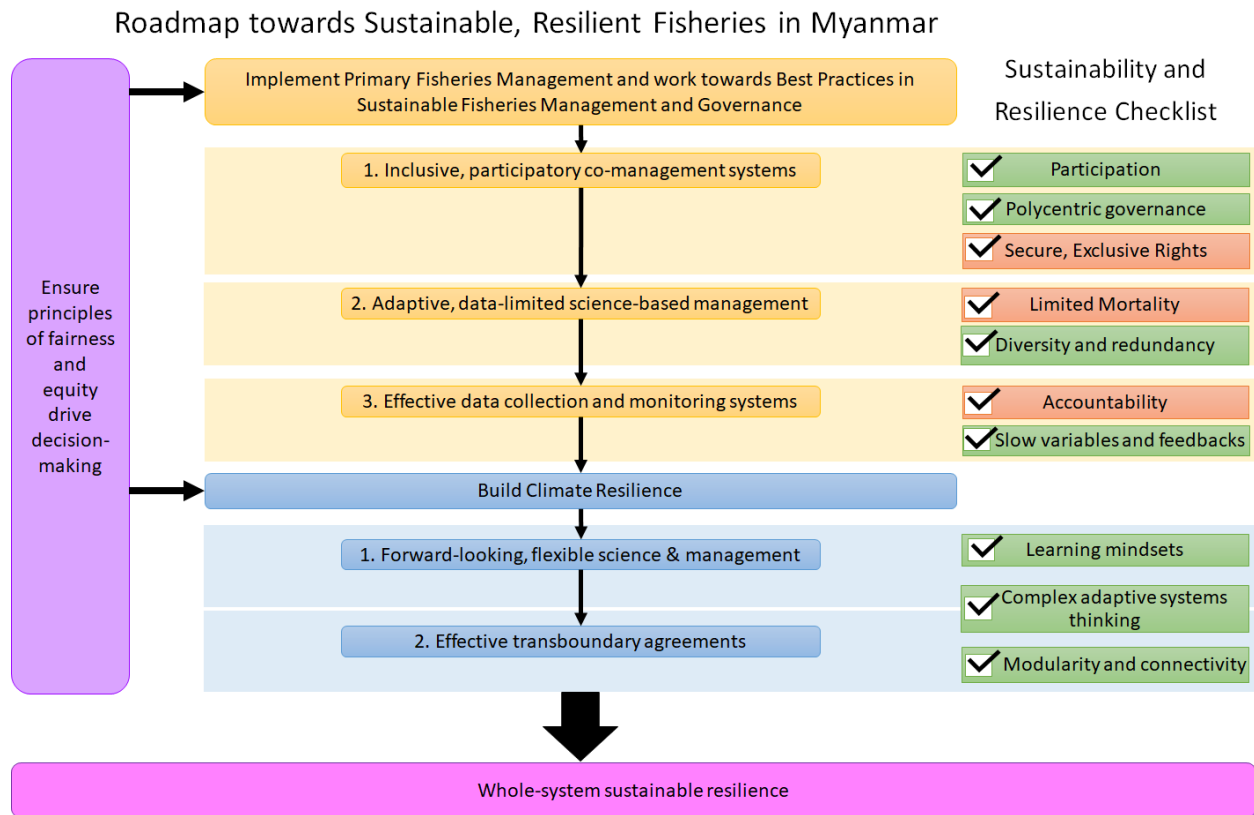 Roadmap towards Sustainable, Resilient Fisheries in Myanmar
Ensure
principles
of fairness
and
equity
drive
decision-
making
Implement Primary Fisheries Management and work towards Best Practices in
Sustainable Fisheries Management and Governance
Sustainability and
Resilience Checklist
1. Inclusive, participatory co-management systems
Participation
Polycentric governance
Secure, Exclusive Rights
2. Adaptive, data-limited science-based management
Limited Mortality
Diversity and redundancy
3. Effective data collection and monitoring systems
Accountability
Slow variables and feedbacks
Build Climate Resilience
1. Forward-looking, flexible science & management
Learning mindsets
Complex adaptive systems
thinking
2. Effective transboundary agreements
Modularity and connectivity
Whole-system sustainable resilience